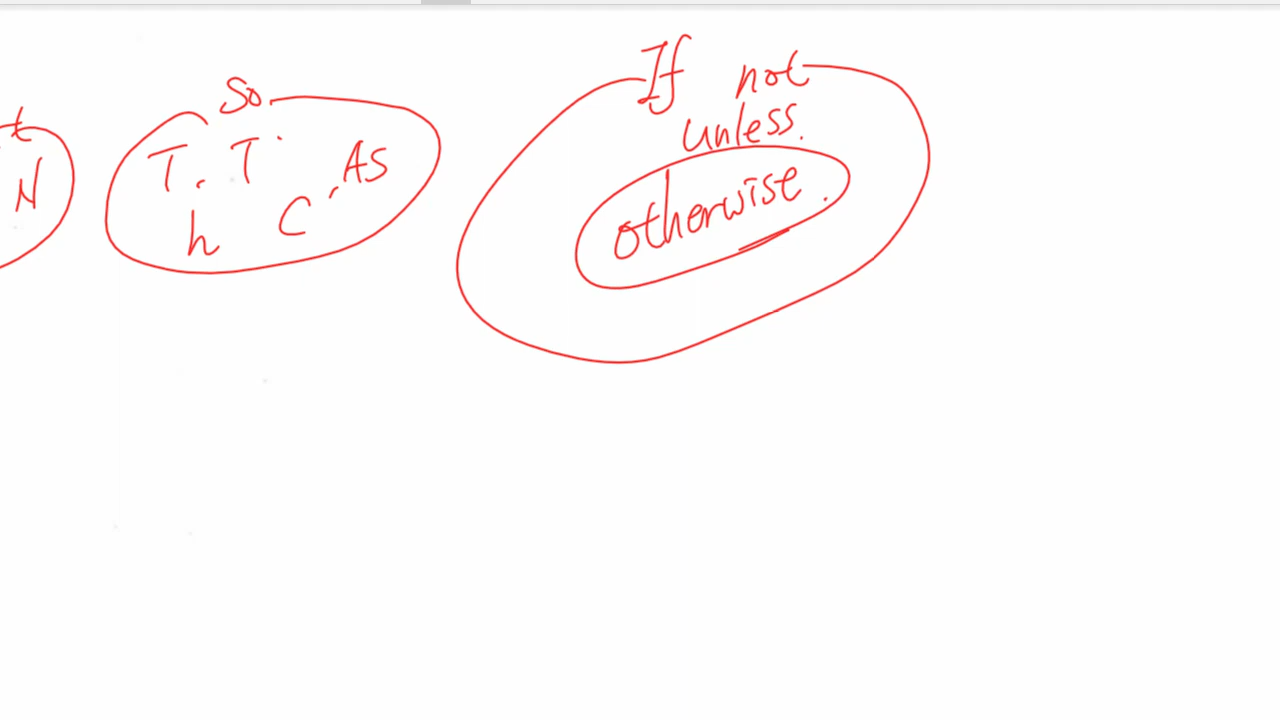 t
N
So.
T. T AS
h C
If not
unless.
otherwise.